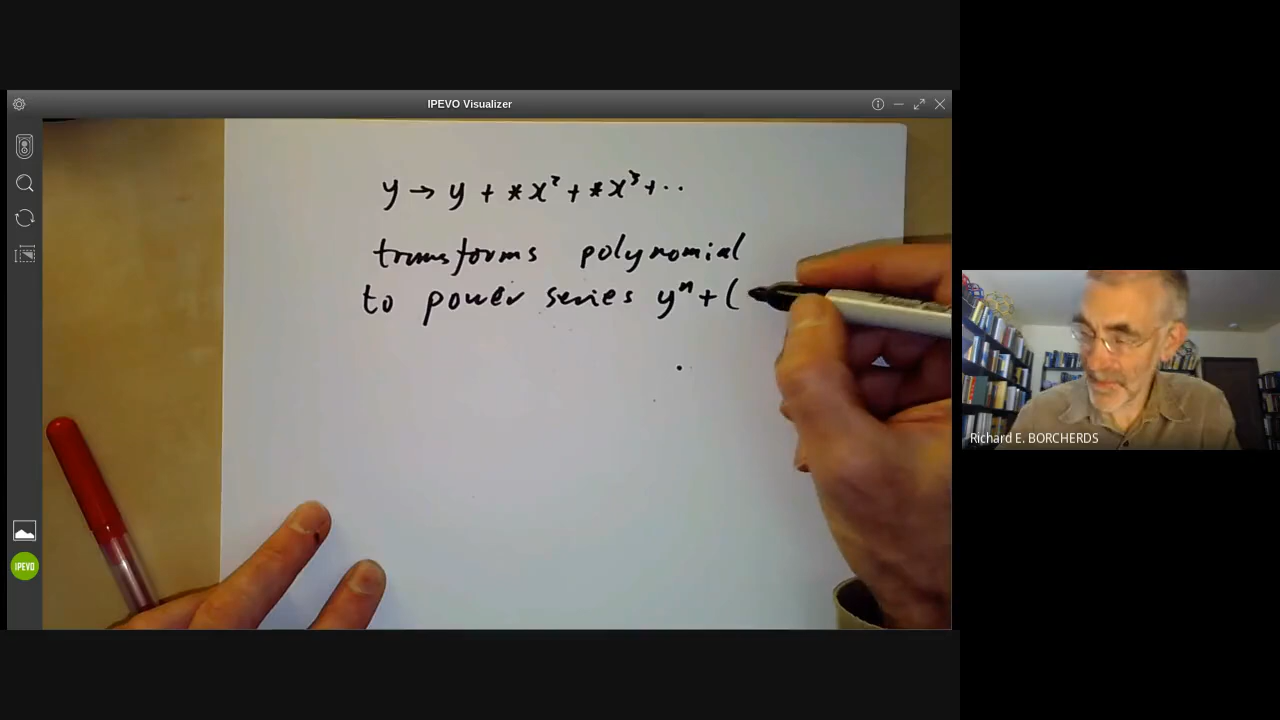 IPEVO Visualizer
y → y + *x² + *x³ + ..
transforms polynomial
to power series yⁿ + (
IPEVO
Richard E. BORCHERDS